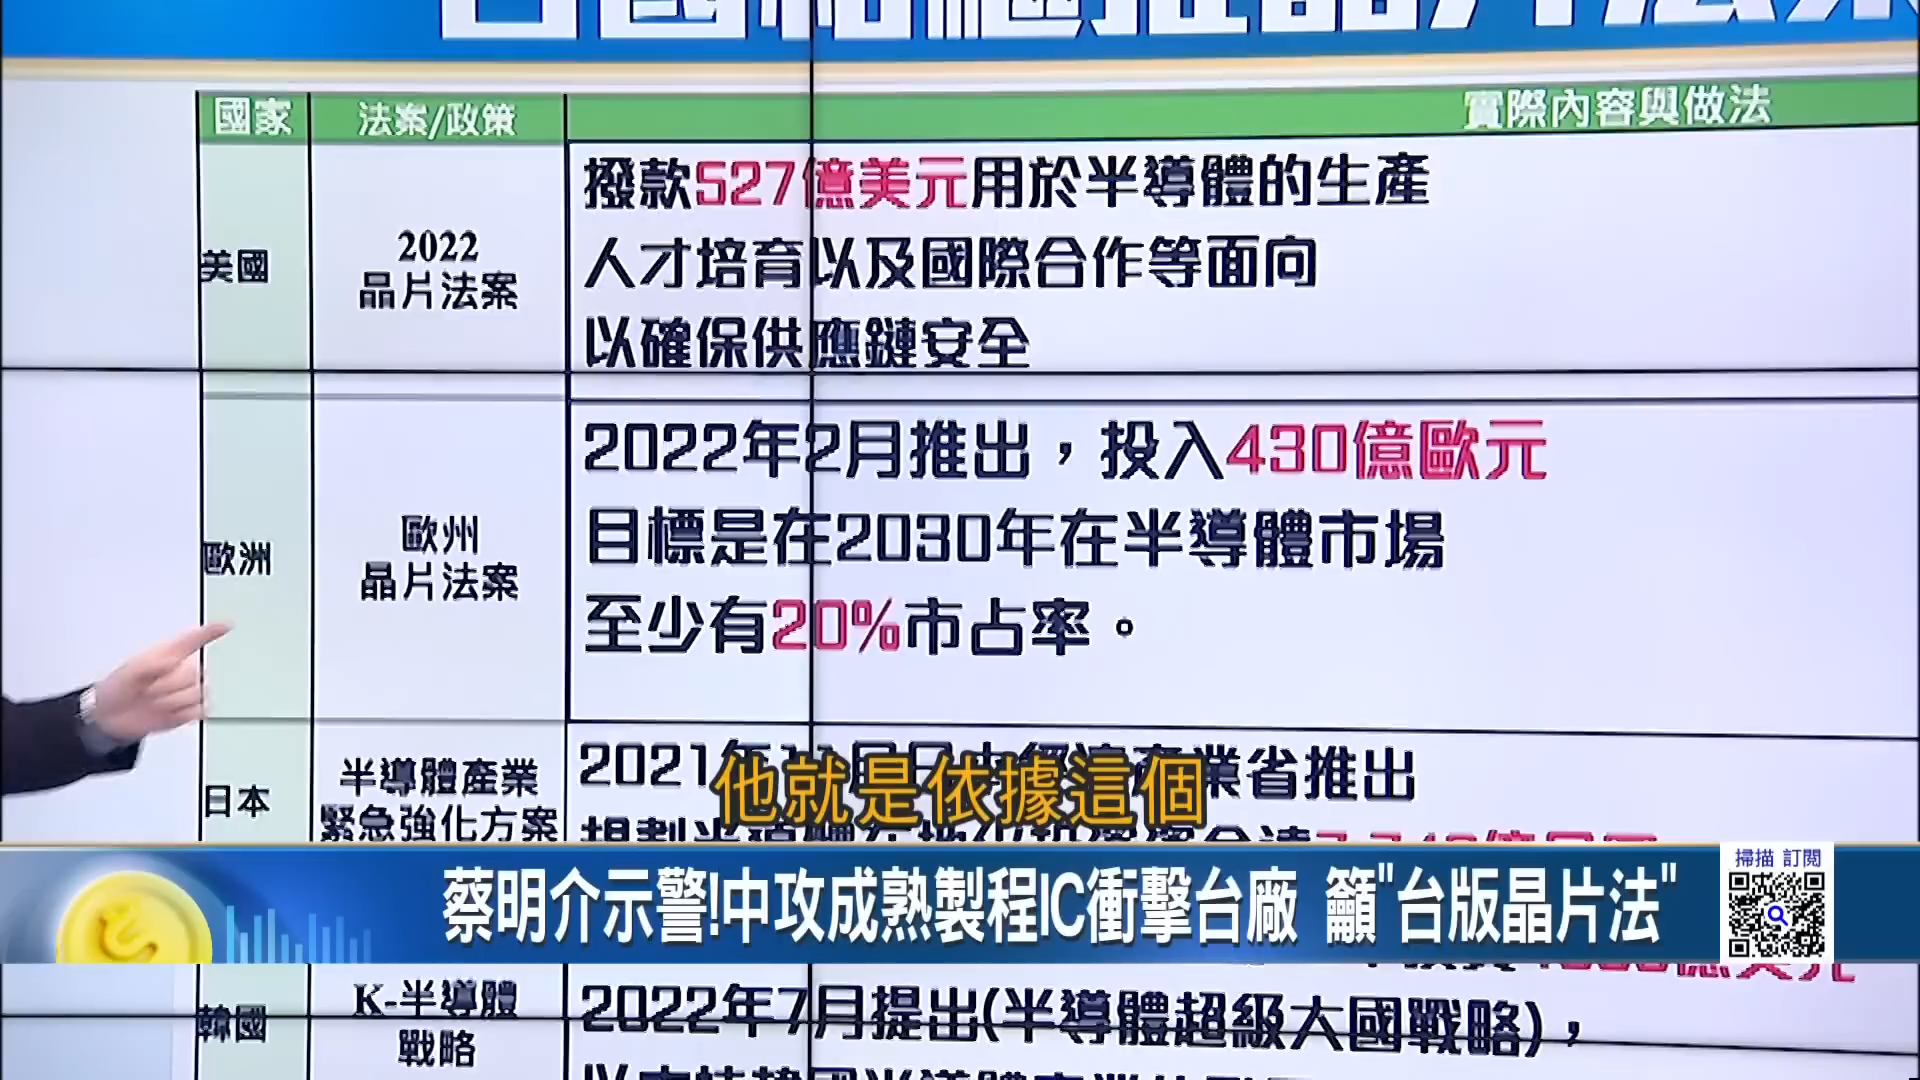 國家 法案/政策 實際內容與做法
美國
2022
晶片法案
撥款527億美元用於半導體的生產
人才培育以及國際合作等面向
以確保供應鏈安全
歐洲
歐州
晶片法案
2022年2月推出，投入430億歐元
目標是在2030年在半導體市場
至少有20%市占率。
日本
半導體產業
緊急強化方案
2021年
產業省推出
他就是依據這個
蔡明介示警!中攻成熟製程IC衝擊台廠 籲"台版晶片法"
掃描 訂閱
韓國
K-半導體
戰略
2022年7月提出(半導體超級大國戰略)，